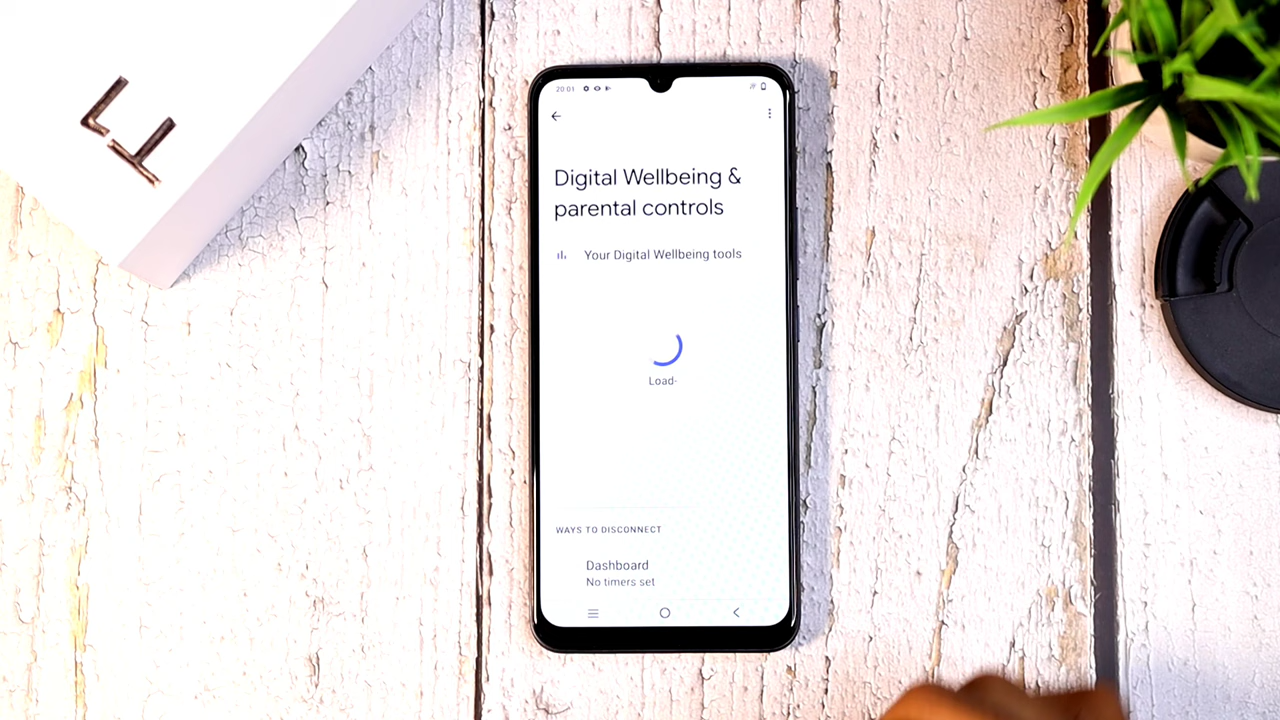 20:01
Digital Wellbeing &
parental controls
Your Digital Wellbeing tools
Load
WAYS TO DISCONNECT
Dashboard
No timers set